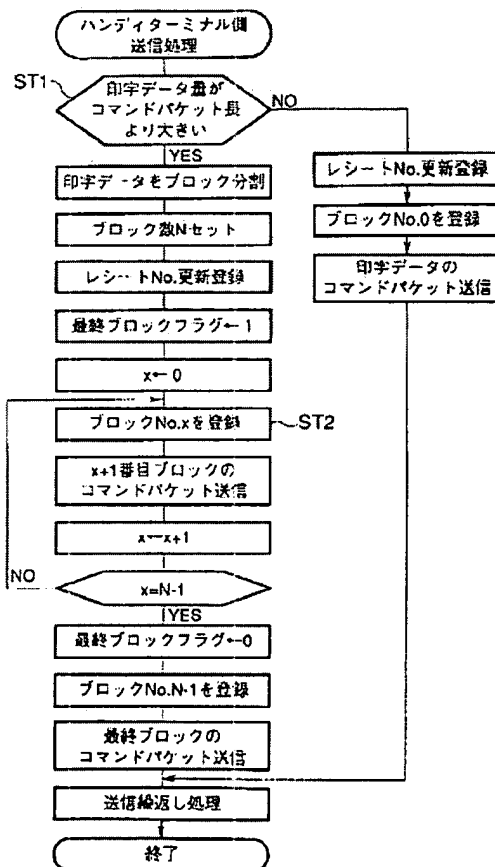 ハンディターミナル側
送信処理
ST1
印字データ量が
コマンドパケット長
より大きい
NO
YES
印字データをブロック分割
ブロック数Nセット
レシートNo.更新登録
最終ブロックフラグ←1
x←0
ブロックNo.xを登録
ST2
x+1番目ブロックの
コマンドパケット送信
x←x+1
NO
x=N-1
YES
最終ブロックフラグ←0
ブロックNo.N-1を登録
最終ブロックの
コマンドパケット送信
レシートNo.更新登録
ブロックNo.0を登録
印字データの
コマンドパケット送信
送信繰返し処理
終了